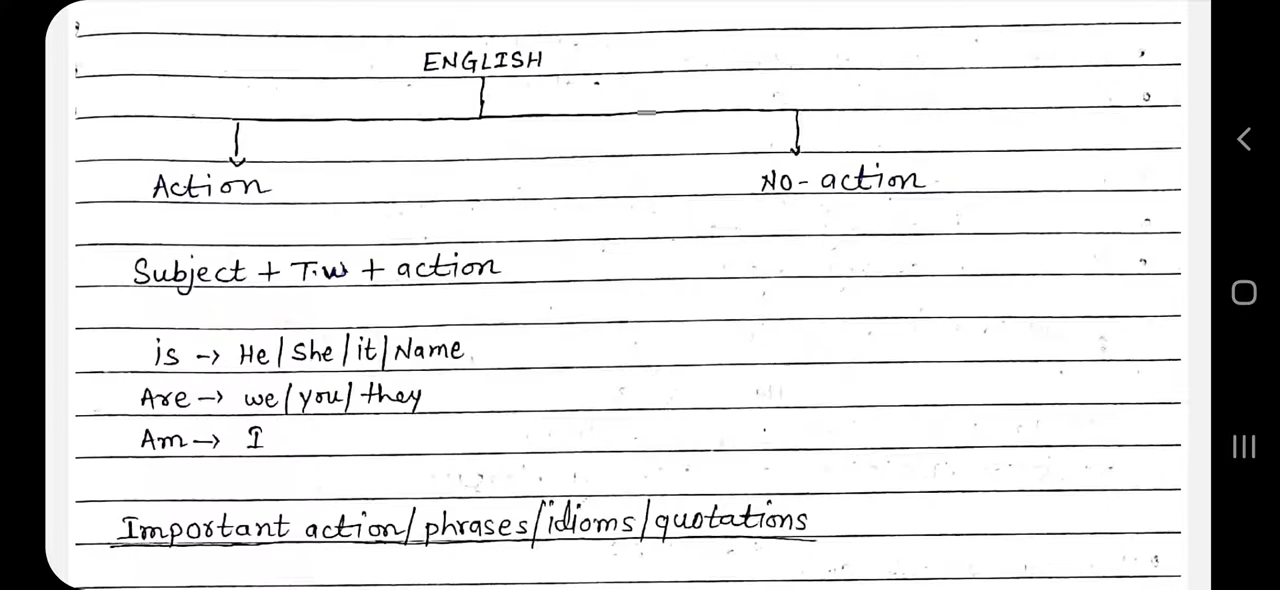 ENGLISH
Action No-action
Subject + T.W + action
is → He/She/it/Name
Are → we/you/they
Am → I
Important action/phrases/idioms/quotations